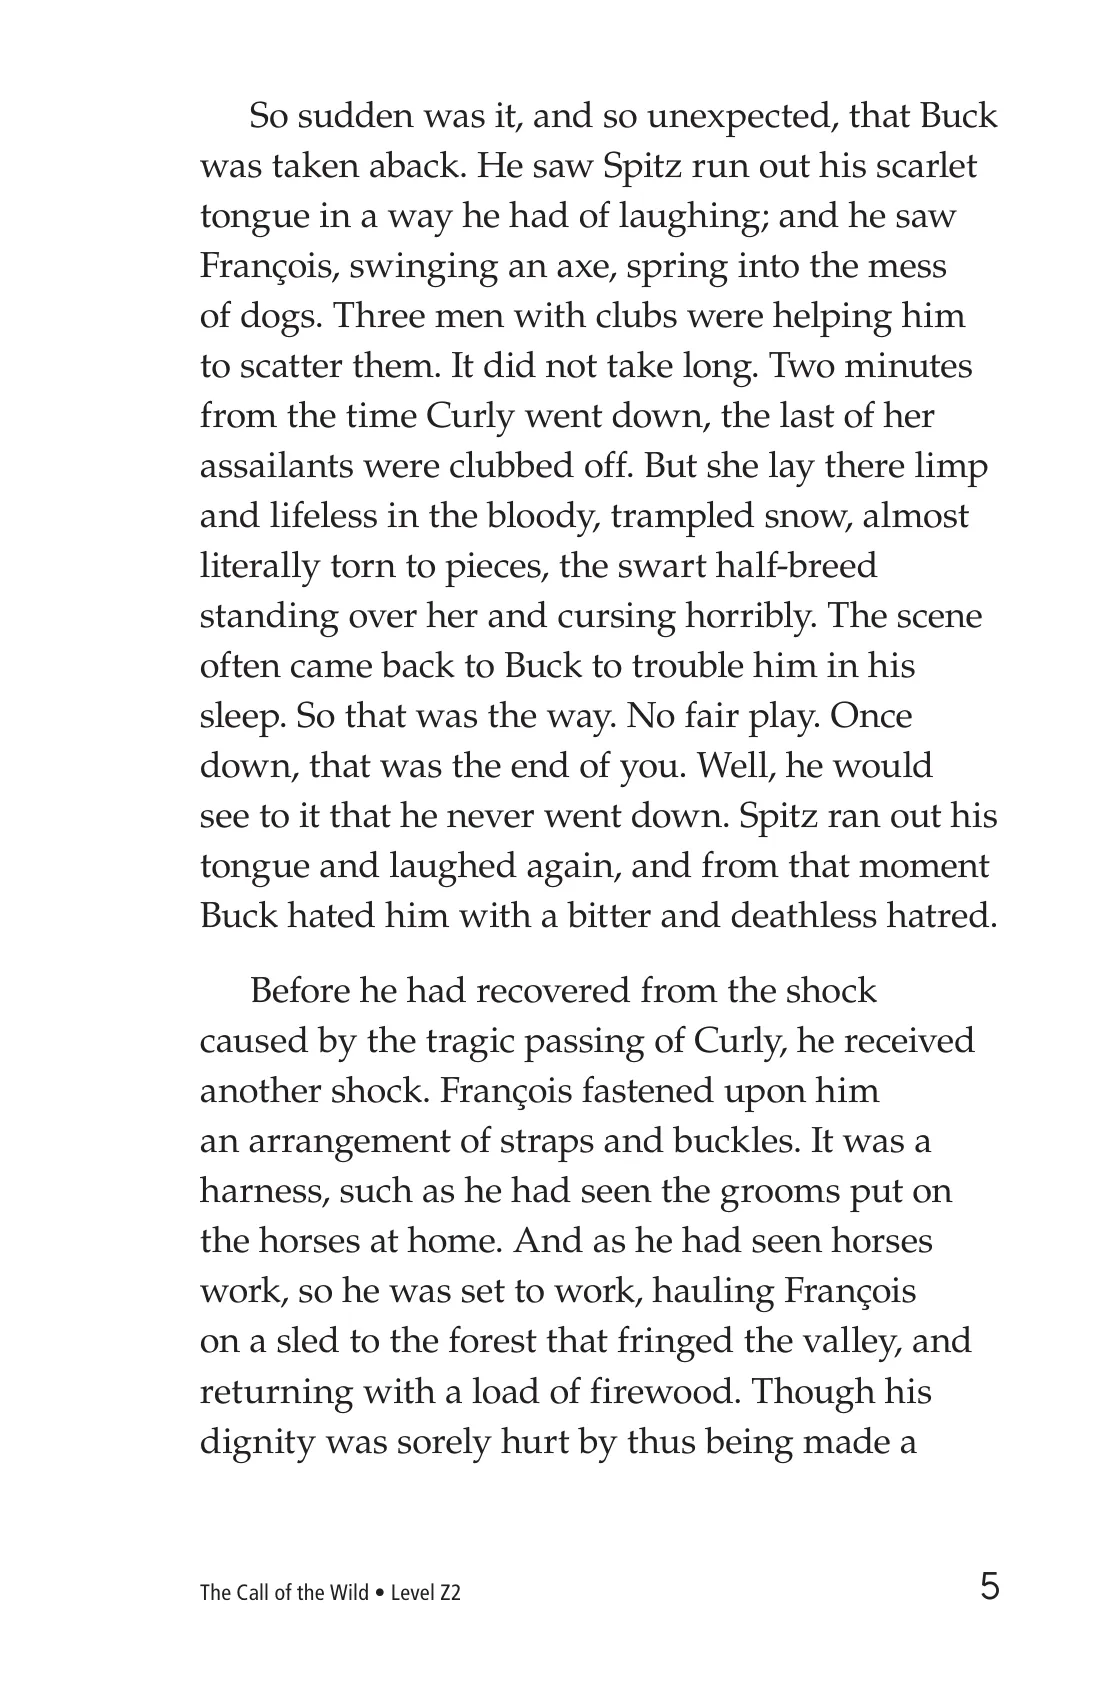 So sudden was it, and so unexpected, that Buck
was taken aback. He saw Spitz run out his scarlet
tongue in a way he had of laughing; and he saw
François, swinging an axe, spring into the mess
of dogs. Three men with clubs were helping him
to scatter them. It did not take long. Two minutes
from the time Curly went down, the last of her
assailants were clubbed off. But she lay there limp
and lifeless in the bloody, trampled snow, almost
literally torn to pieces, the swart half-breed
standing over her and cursing horribly. The scene
often came back to Buck to trouble him in his
sleep. So that was the way. No fair play. Once
down, that was the end of you. Well, he would
see to it that he never went down. Spitz ran out his
tongue and laughed again, and from that moment
Buck hated him with a bitter and deathless hatred.
Before he had recovered from the shock
caused by the tragic passing of Curly, he received
another shock. François fastened upon him
an arrangement of straps and buckles. It was a
harness, such as he had seen the grooms put on
the horses at home. And as he had seen horses
work, so he was set to work, hauling François
on a sled to the forest that fringed the valley, and
returning with a load of firewood. Though his
dignity was sorely hurt by thus being made a
The Call of the Wild • Level Z2
5